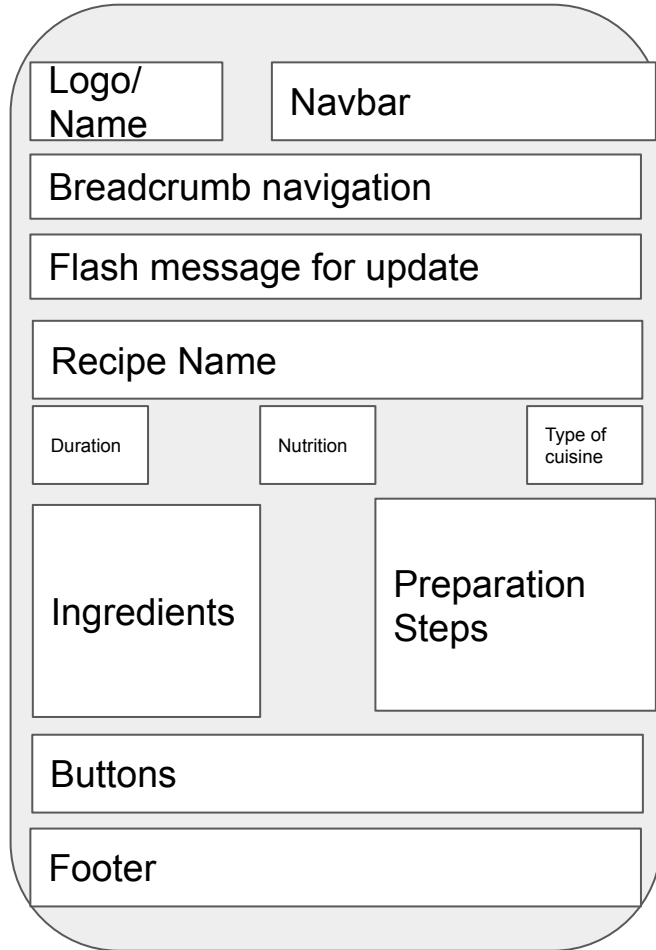 Logo/
Name
Navbar
Breadcrumb navigation
Flash message for update
Recipe Name
Duration
Nutrition
Type of
cuisine
Ingredients
Preparation
Steps
Buttons
Footer